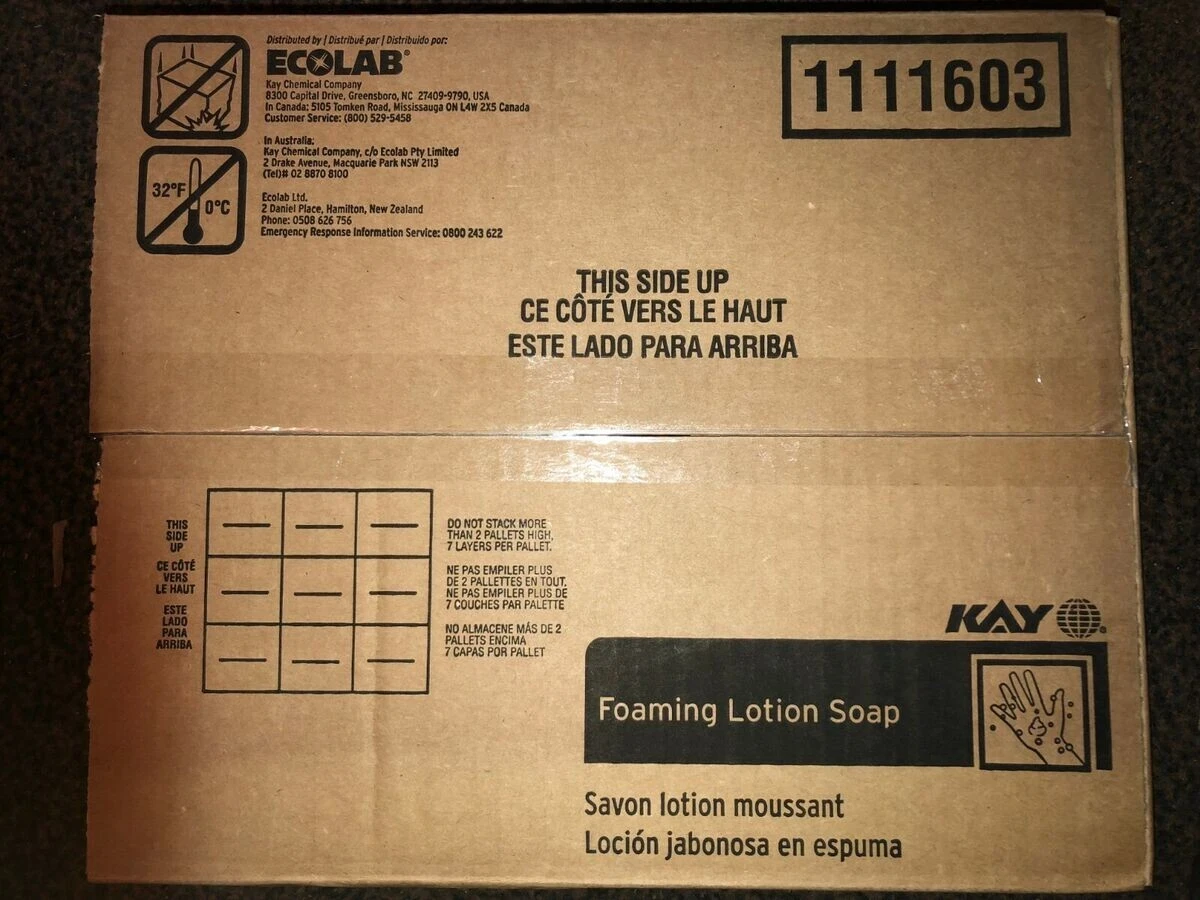 Distributed by / Distribué par / Distribuido por:
ECOLAB®
Kay Chemical Company
8300 Capital Drive, Greensboro, NC 27409-9790, USA
In Canada: 5105 Tomken Road, Mississauga ON L4W 2X5 Canada
Customer Service: (800) 529-5458
In Australia:
Kay Chemical Company, c/o Ecolab Pty Limited
2 Drake Avenue, Macquarie Park NSW 2113
(Tel)# 02 8870 8100
Ecolab Ltd.
2 Daniel Place, Hamilton, New Zealand
Phone: 0508 626 756
Emergency Response Information Service: 0800 243 622
32°F
0°C
1111603
THIS SIDE UP
CE CÔTÉ VERS LE HAUT
ESTE LADO PARA ARRIBA
THIS
SIDE
UP
CE CÔTÉ
VERS
LE HAUT
ESTE
LADO
PARA
ARRIBA
DO NOT STACK MORE
THAN 2 PALLETS HIGH,
7 LAYERS PER PALLET.
NE PAS EMPILER PLUS
DE 2 PALLETTES EN TOUT.
NE PAS EMPILER PLUS DE
7 COUCHES PAR PALETTE
NO ALMACENE MÁS DE 2
PALLETS ENCIMA
7 CAPAS POR PALLET
KAY
Foaming Lotion Soap
Savon lotion moussant
Loción jabonosa en espuma